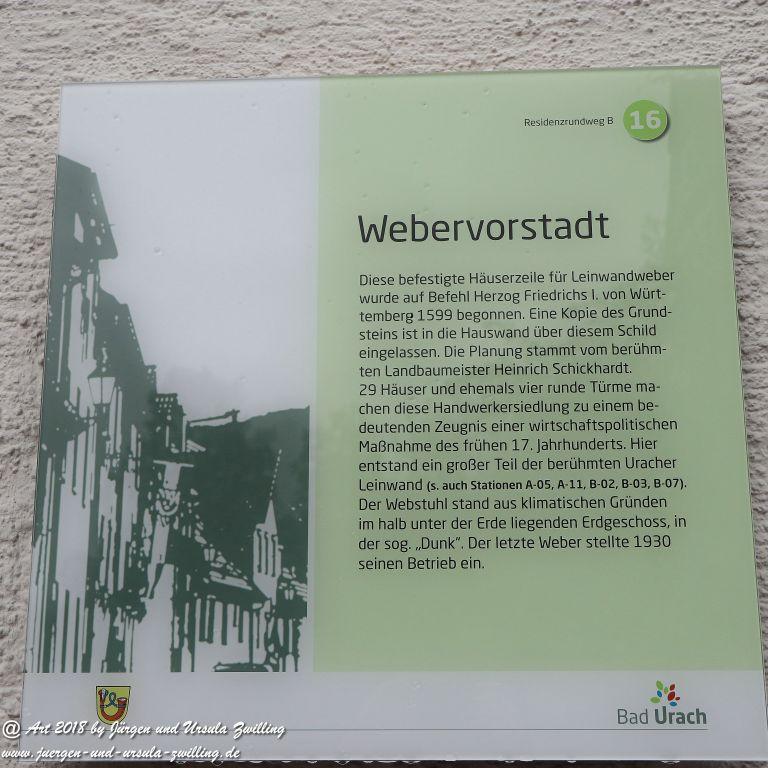 Residenzrundweg B 16
Webervorstadt
Diese befestigte Häuserzeile für Leinwandweber
wurde auf Befehl Herzog Friedrichs I. von Würt-
temberg 1599 begonnen. Eine Kopie des Grund-
steins ist in die Hauswand über diesem Schild
eingelassen. Die Planung stammt vom berühm-
ten Landbaumeister Heinrich Schickhardt.
29 Häuser und ehemals vier runde Türme ma-
chen diese Handwerkersiedlung zu einem be-
deutenden Zeugnis einer wirtschaftspolitischen
Maßnahme des frühen 17. Jahrhunderts. Hier
entstand ein großer Teil der berühmten Uracher
Leinwand (s. auch Stationen A-05, A-11, B-02, B-03, B-07).
Der Webstuhl stand aus klimatischen Gründen
im halb unter der Erde liegenden Erdgeschoss, in
der sog. „Dunk“. Der letzte Weber stellte 1930
seinen Betrieb ein.
Bad Urach
@ Art 2018 by Jürgen und Ursula Zwilling
www.juergen-und-ursula-zwilling.de